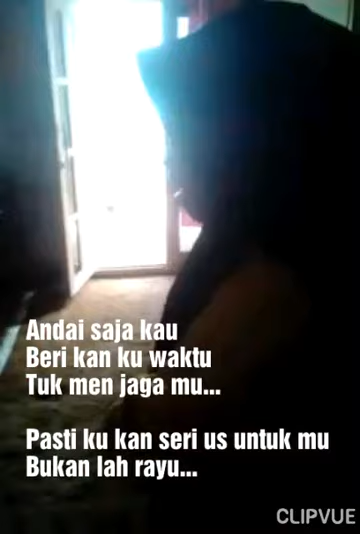 Andai saja kau
Beri kan ku waktu
Tuk men jaga mu...
Pasti ku kan seri us untuk mu
Bukan lah rayu...
CLIPVUE